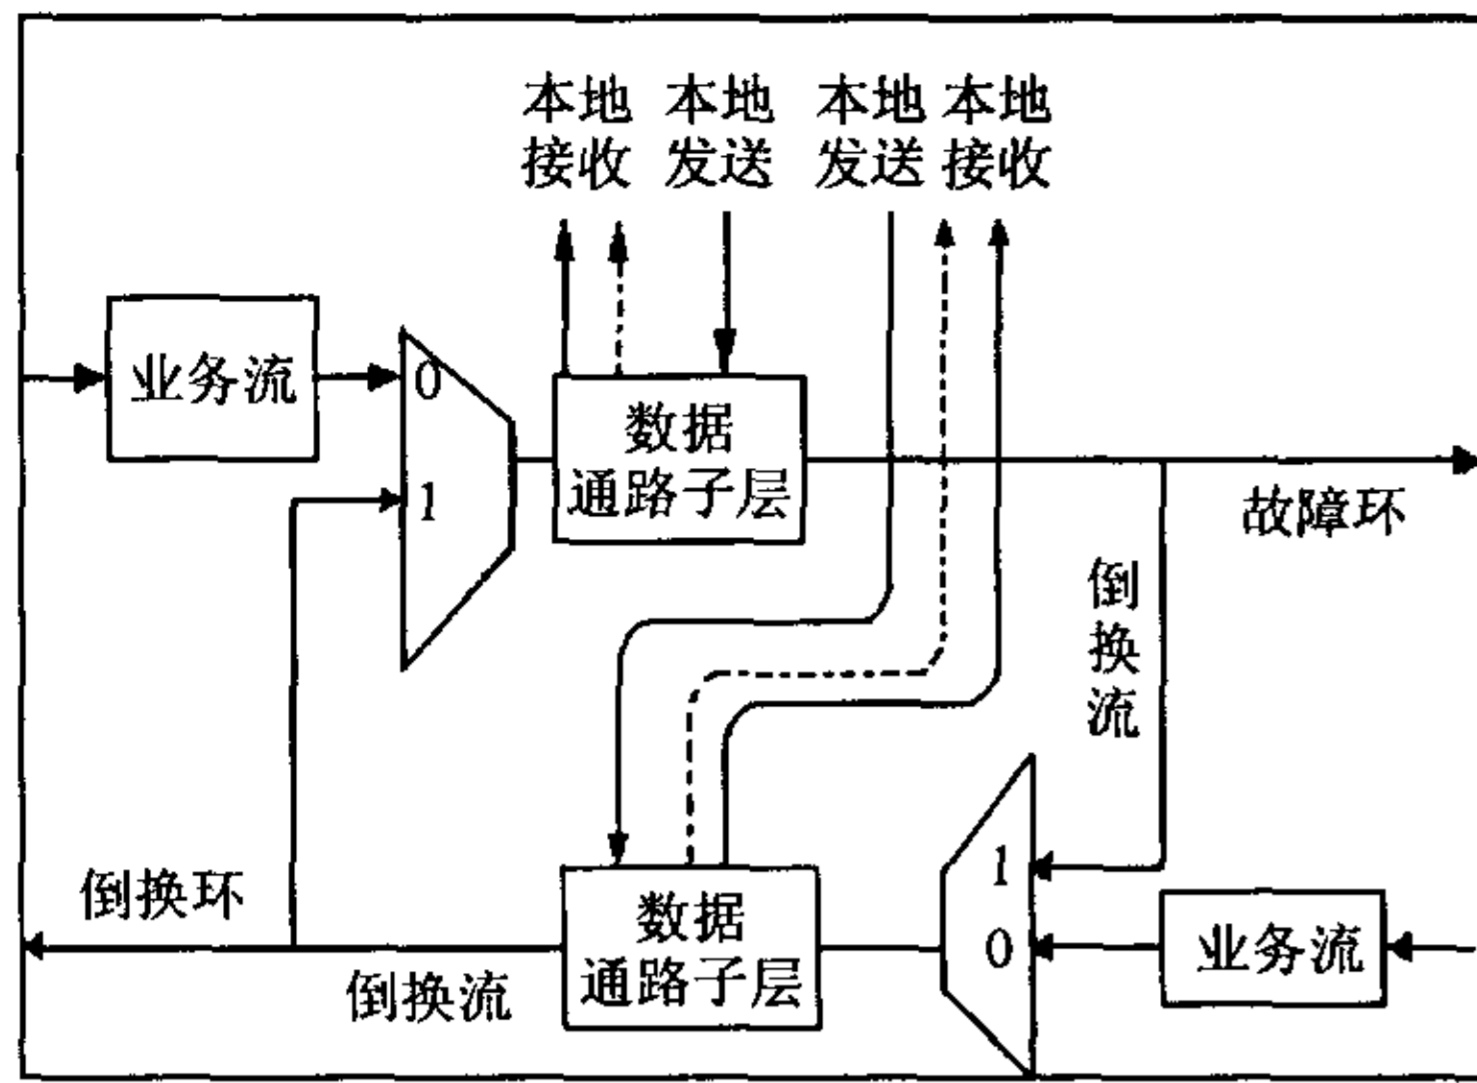 本地 本地 本地 本地
接收 发送 发送 接收
业务流
0
数据
通路子层
1
故障环
倒
换
流
倒换环
数据
通路子层
1
0
业务流
倒换流